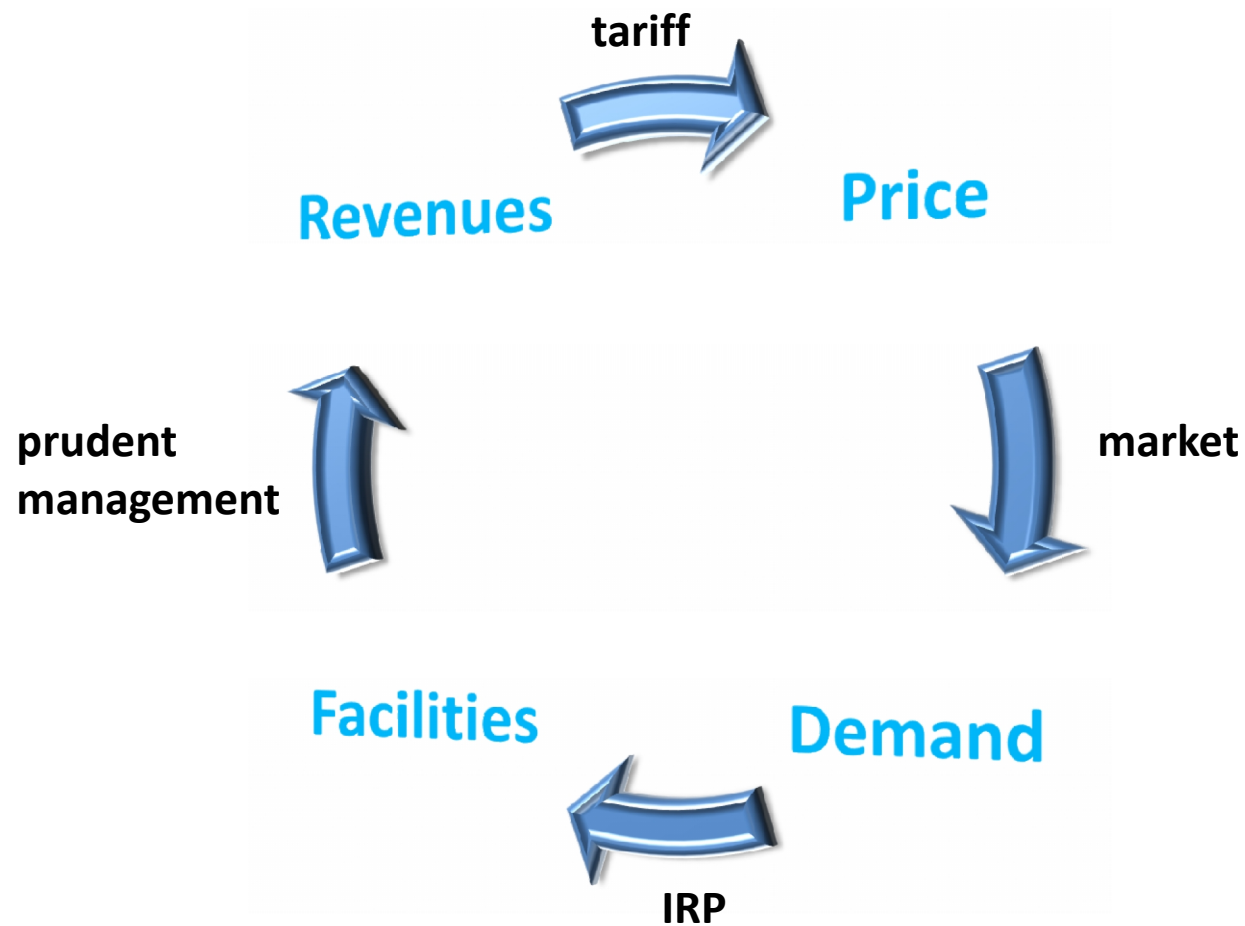 tariff
Revenues
Price
prudent
management
market
Facilities
Demand
IRP